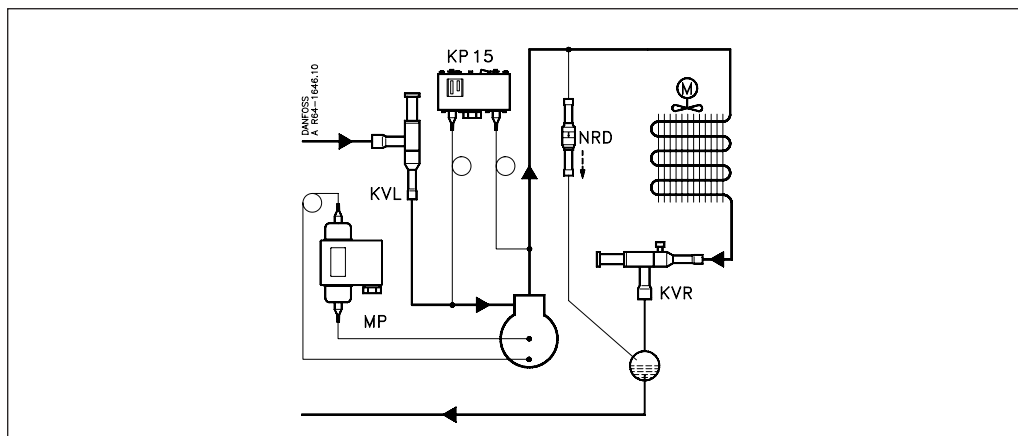 KP 15
DANFOSS
A R64-1646.10
M
NRD
KVL
KVR
MP